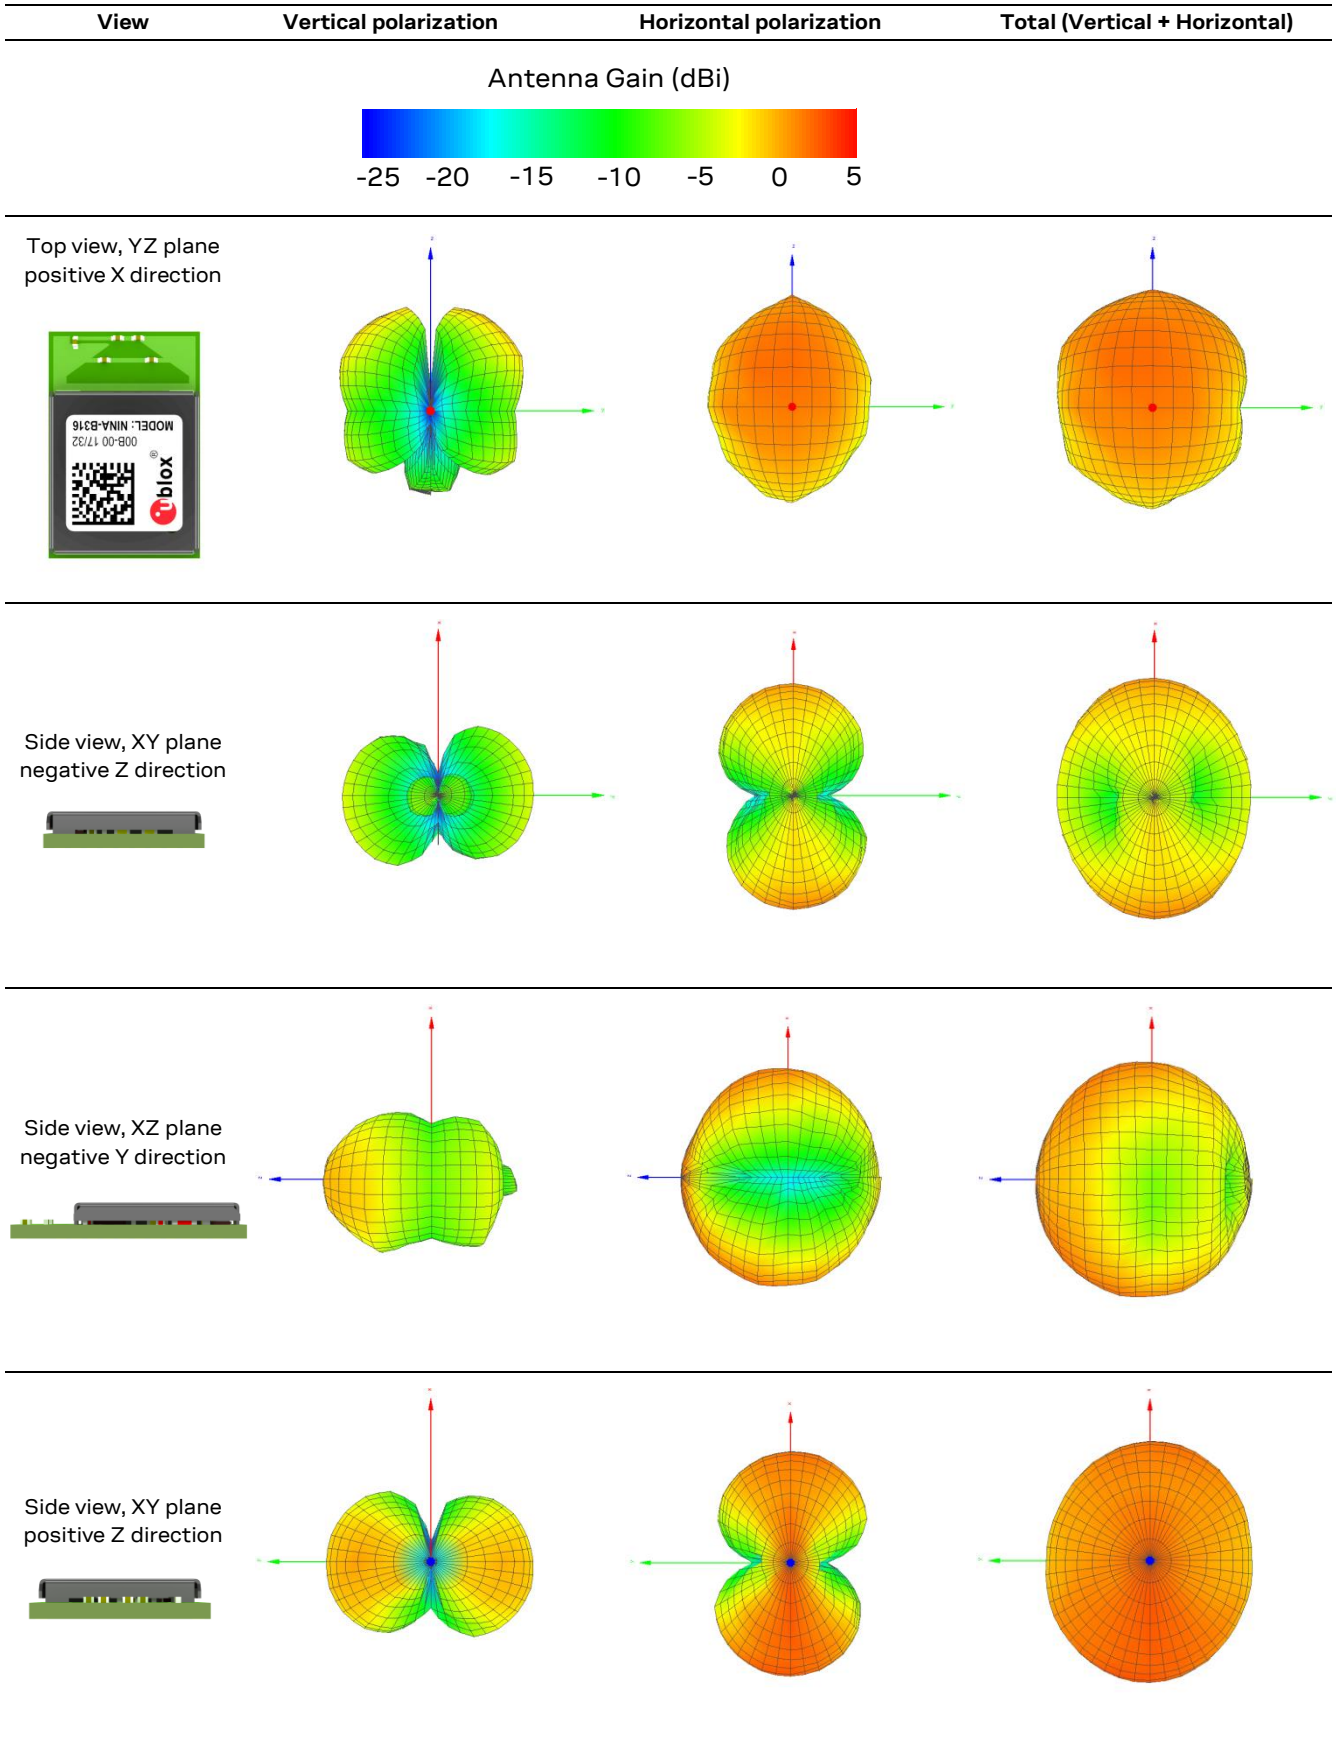 View Vertical polarization Horizontal polarization Total (Vertical + Horizontal)
Antenna Gain (dBi)
-25 -20 -15 -10 -5 0 5
Top view, YZ plane
positive X direction
MODEL: NINA-B316
00B-00 17/32
ublox®
Side view, XY plane
negative Z direction
Side view, XZ plane
negative Y direction
Side view, XY plane
positive Z direction